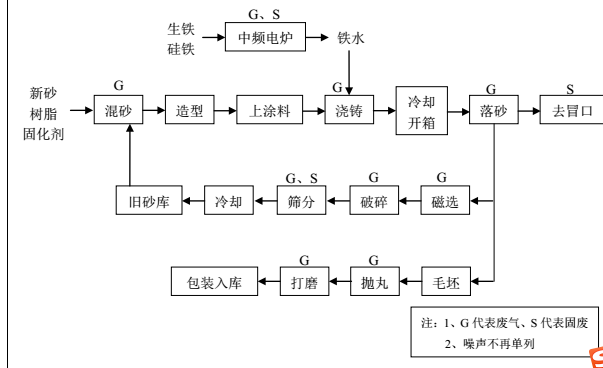 G、S
生铁
硅铁
中频电炉
铁水
新砂
树脂
固化剂
G
混砂
造型
上涂料
G
浇铸
冷却
开箱
G
落砂
S
去冒口
旧砂库
冷却
G、S
筛分
G
破碎
G
磁选
包装入库
G
打磨
G
抛丸
毛坯
注：1、G 代表废气、S 代表固废
2、噪声不再单列